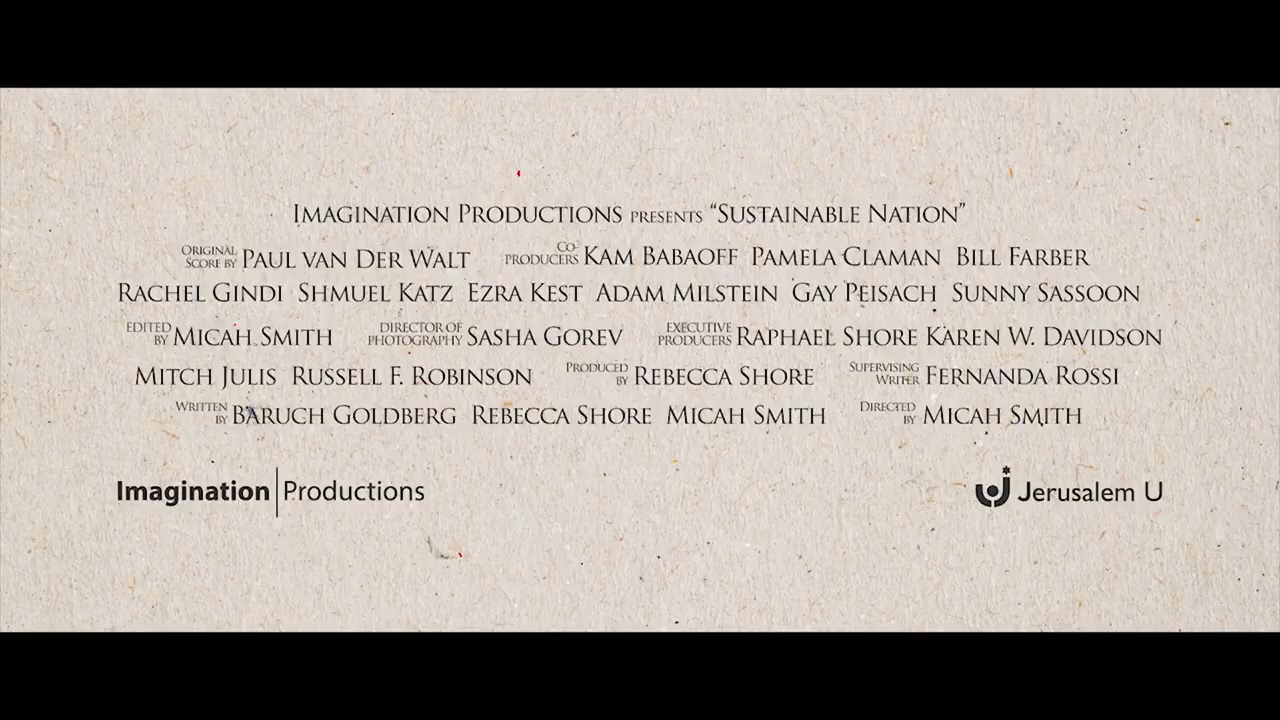 IMAGINATION PRODUCTIONS PRESENTS “SUSTAINABLE NATION”
ORIGINAL SCORE BY PAUL VAN DER WALT CO-PRODUCERS KAM BABAOFF PAMELA CLAMAN BILL FARBER
RACHEL GINDI SHMUEL KATZ EZRA KEST ADAM MILSTEIN GAY PEISACH SUNNY SASSOON
EDITED BY MICAH SMITH DIRECTOR OF PHOTOGRAPHY SASHA GOREV EXECUTIVE PRODUCERS RAPHAEL SHORE KAREN W. DAVIDSON
MITCH JULIS RUSSELL F. ROBINSON PRODUCED BY REBECCA SHORE SUPERVISING WRITER FERNANDA ROSSI
WRITTEN BY BARUCH GOLDBERG REBECCA SHORE MICAH SMITH DIRECTED BY MICAH SMITH
Imagination Productions Jerusalem U